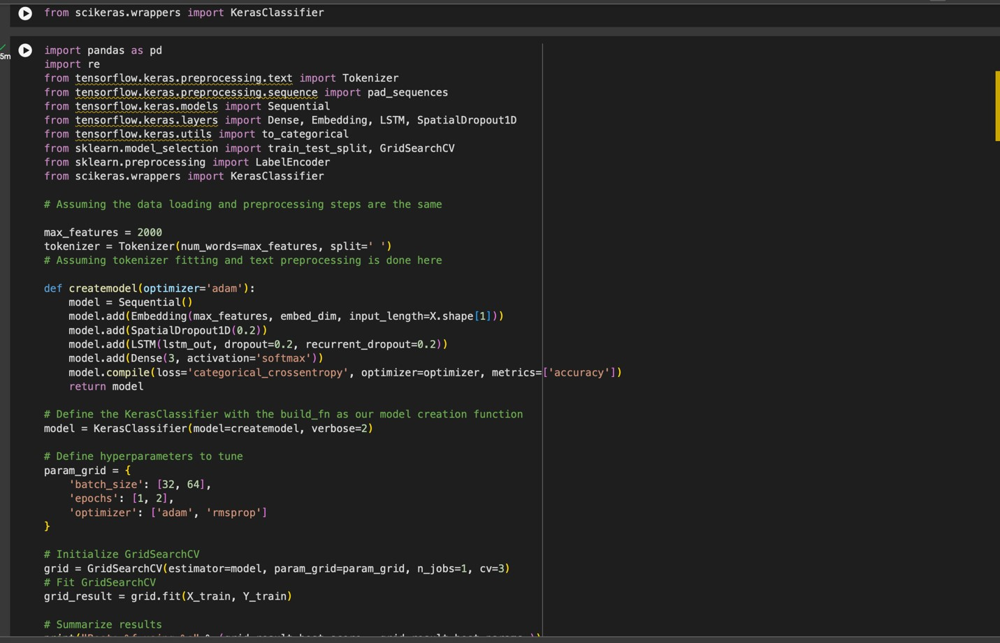 from scikeras.wrappers import KerasClassifier
5m
import pandas as pd
import re
from tensorflow.keras.preprocessing.text import Tokenizer
from tensorflow.keras.preprocessing.sequence import pad_sequences
from tensorflow.keras.models import Sequential
from tensorflow.keras.layers import Dense, Embedding, LSTM, SpatialDropout1D
from tensorflow.keras.utils import to_categorical
from sklearn.model_selection import train_test_split, GridSearchCV
from sklearn.preprocessing import LabelEncoder
from scikeras.wrappers import KerasClassifier
# Assuming the data loading and preprocessing steps are the same
max_features = 2000
tokenizer = Tokenizer(num_words=max_features, split=' ')
# Assuming tokenizer fitting and text preprocessing is done here
def createmodel(optimizer='adam'):
    model = Sequential()
    model.add(Embedding(max_features, embed_dim, input_length=X.shape[1]))
    model.add(SpatialDropout1D(0.2))
    model.add(LSTM(lstm_out, dropout=0.2, recurrent_dropout=0.2))
    model.add(Dense(3, activation='softmax'))
    model.compile(loss='categorical_crossentropy', optimizer=optimizer, metrics=['accuracy'])
    return model
# Define the KerasClassifier with the build_fn as our model creation function
model = KerasClassifier(model=createmodel, verbose=2)
# Define hyperparameters to tune
param_grid = {
    'batch_size': [32, 64],
    'epochs': [1, 2],
    'optimizer': ['adam', 'rmsprop']
}
# Initialize GridSearchCV
grid = GridSearchCV(estimator=model, param_grid=param_grid, n_jobs=1, cv=3)
# Fit GridSearchCV
grid_result = grid.fit(X_train, Y_train)
# Summarize results